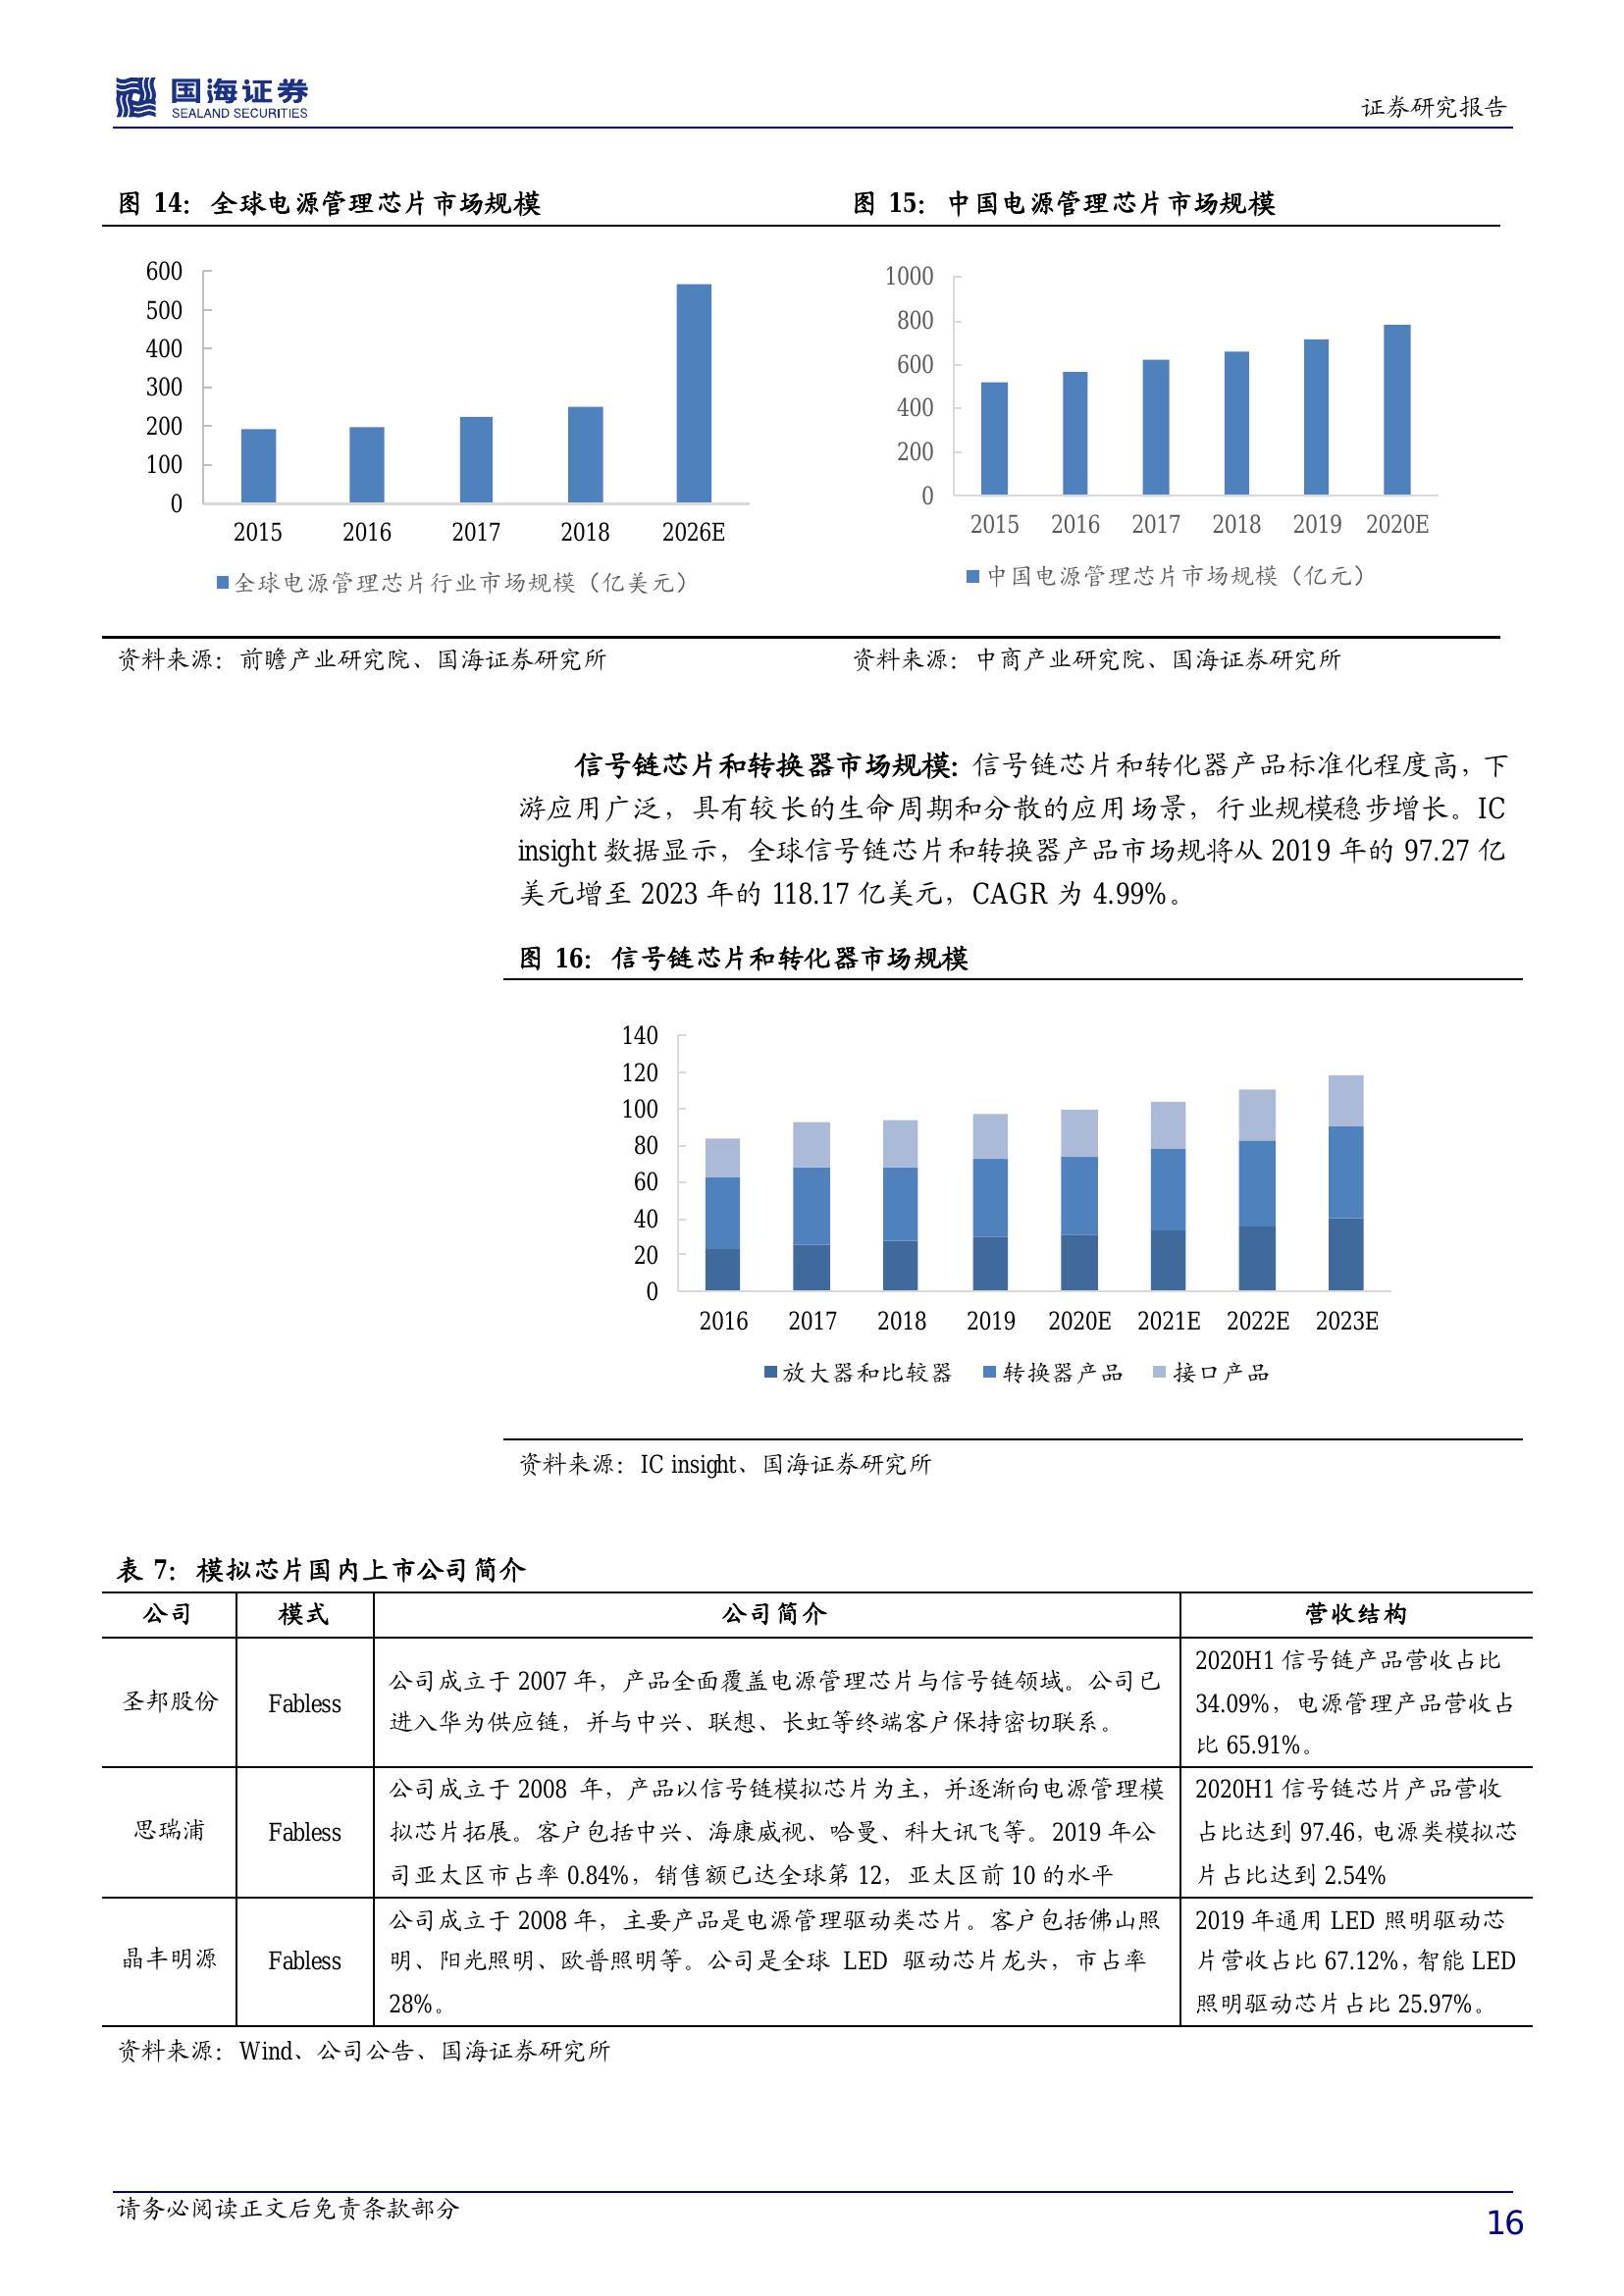 国海证券
SEALAND SECURITIES
证券研究报告
图 14：全球电源管理芯片市场规模
600
500
400
300
200
100
0
2015 2016 2017 2018 2026E
全球电源管理芯片行业市场规模（亿美元）
资料来源：前瞻产业研究院、国海证券研究所
图 15：中国电源管理芯片市场规模
1000
800
600
400
200
0
2015 2016 2017 2018 2019 2020E
中国电源管理芯片市场规模（亿元）
资料来源：中商产业研究院、国海证券研究所
信号链芯片和转换器市场规模：信号链芯片和转化器产品标准化程度高，下
游应用广泛，具有较长的生命周期和分散的应用场景，行业规模稳步增长。IC
insight 数据显示，全球信号链芯片和转换器产品市场规将从 2019 年的 97.27 亿
美元增至 2023 年的 118.17 亿美元，CAGR 为 4.99%。
图 16：信号链芯片和转化器市场规模
140
120
100
80
60
40
20
0
2016 2017 2018 2019 2020E 2021E 2022E 2023E
放大器和比较器 转换器产品 接口产品
资料来源：IC insight、国海证券研究所
表 7：模拟芯片国内上市公司简介
公司 模式 公司简介 营收结构
圣邦股份
Fabless
公司成立于 2007 年，产品全面覆盖电源管理芯片与信号链领域。公司已
进入华为供应链，并与中兴、联想、长虹等终端客户保持密切联系。
2020H1 信号链产品营收占比
34.09%，电源管理产品营收占
比 65.91%。
思瑞浦
Fabless
公司成立于 2008 年，产品以信号链模拟芯片为主，并逐渐向电源管理模
拟芯片拓展。客户包括中兴、海康威视、哈曼、科大讯飞等。2019 年公
司亚太区市占率 0.84%，销售额已达全球第 12，亚太区前 10 的水平
2020H1 信号链芯片产品营收
占比达到 97.46，电源类模拟芯
片占比达到 2.54%
晶丰明源
Fabless
公司成立于 2008 年，主要产品是电源管理驱动类芯片。客户包括佛山照
明、阳光照明、欧普照明等。公司是全球 LED 驱动芯片龙头，市占率
28%。
2019 年通用 LED 照明驱动芯
片营收占比 67.12%，智能 LED
照明驱动芯片占比 25.97%。
资料来源：Wind、公司公告、国海证券研究所
请务必阅读正文后免责条款部分
16